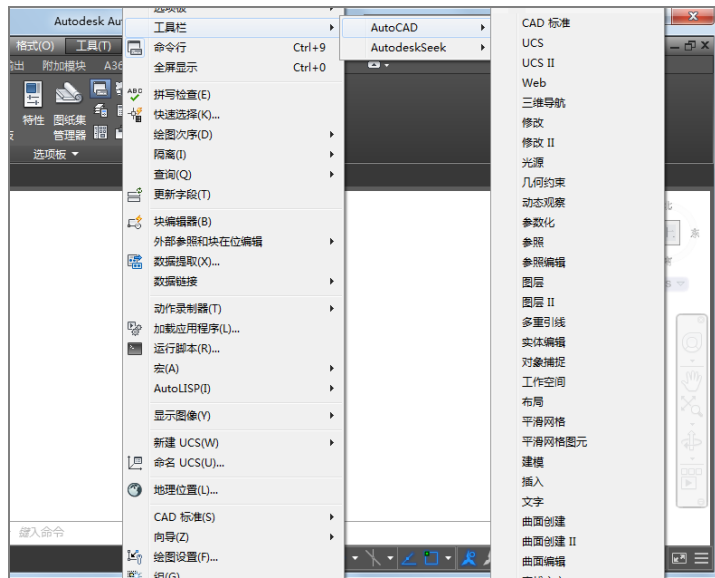 Autodesk Au
格式(O) 工具(T)
附加模块 A36
特性 图纸集
管理器
选项板
工具栏
命令行 Ctrl+9
全屏显示 Ctrl+0
拼写检查(E)
快速选择(K)...
绘图次序(D)
隔离(I)
查询(Q)
更新字段(T)
块编辑器(B)
外部参照和块在位编辑
数据提取(X)...
数据链接
动作录制器(T)
加载应用程序(L)...
运行脚本(R)...
宏(A)
AutoLISP(I)
显示图像(Y)
新建 UCS(W)
命名 UCS(U)...
地理位置(L)...
CAD 标准(S)
向导(Z)
绘图设置(F)...
组(G)
AutoCAD
AutodeskSeek
CAD 标准
UCS
UCS II
Web
三维导航
修改
修改 II
光源
几何约束
动态观察
参数化
参照
参照编辑
图层
图层 II
多重引线
实体编辑
对象捕捉
工作空间
布局
平滑网格
平滑网格图元
建模
插入
文字
曲面创建
曲面创建 II
曲面编辑
东
键入命令